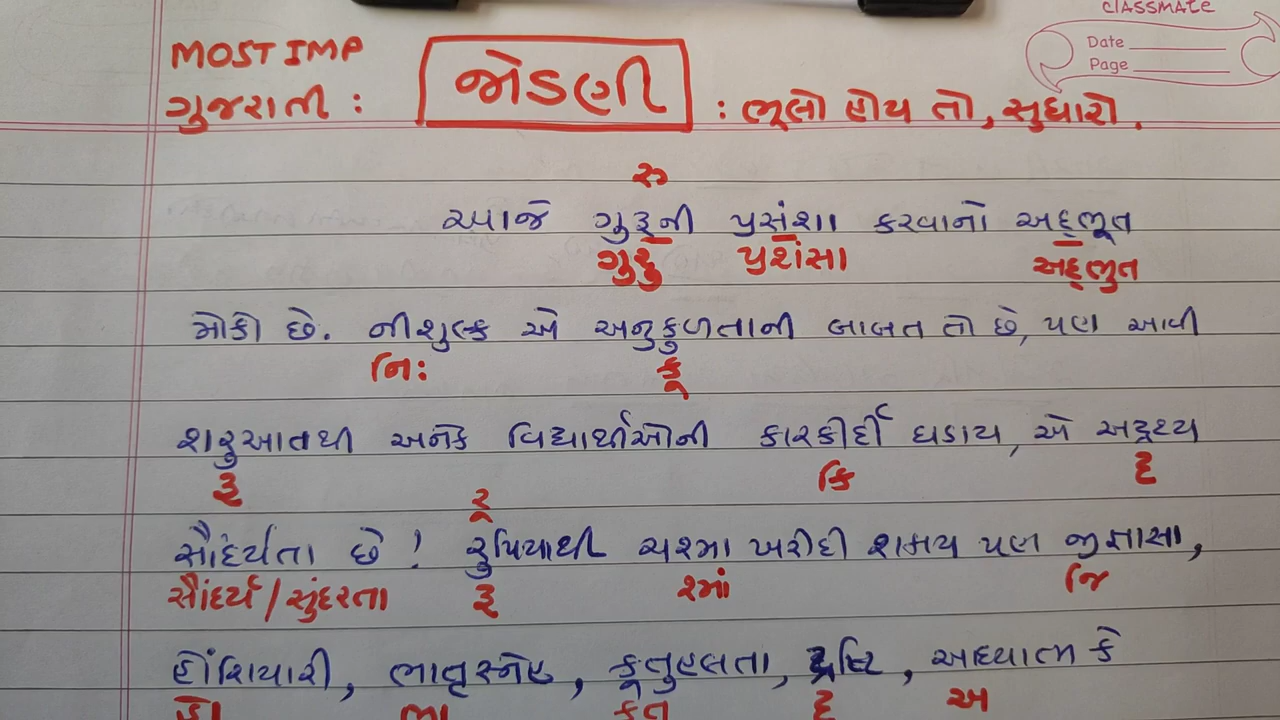 classmate
Date
Page
MOST IMP
ગુજરાતી : જોડણી : ભૂલો હોય તો, સુધારો.
રુ
આજે ગુરૂની પ્રસંશા કરવાનો અદ્ભૂત
ગુરુ પ્રશંસા અદ્ભુત
મોકો છે. નીશુલ્ક એ અનુકુળતાની બાબત તો છે, પણ આવી
નિઃ કૂ
શરુઆતથી અનેક વિદ્યાર્થીઓની કારકીર્દી ઘડાય, એ અદ્રશ્ય
રૂ કિ દૃ
રૂ
સૌંદર્યતા છે! રુપિયાથી ચશ્મા ખરીદી શકાય પણ જીજ્ઞાસા,
સૌંદર્ય / સુંદરતા રૂ શ્માં જિ
હોંશિયારી, ભાતૃસ્નેહ, કૂતુહલતા, દ્રષ્ટિ, અધ્યાત્મ કે
દૃ અ